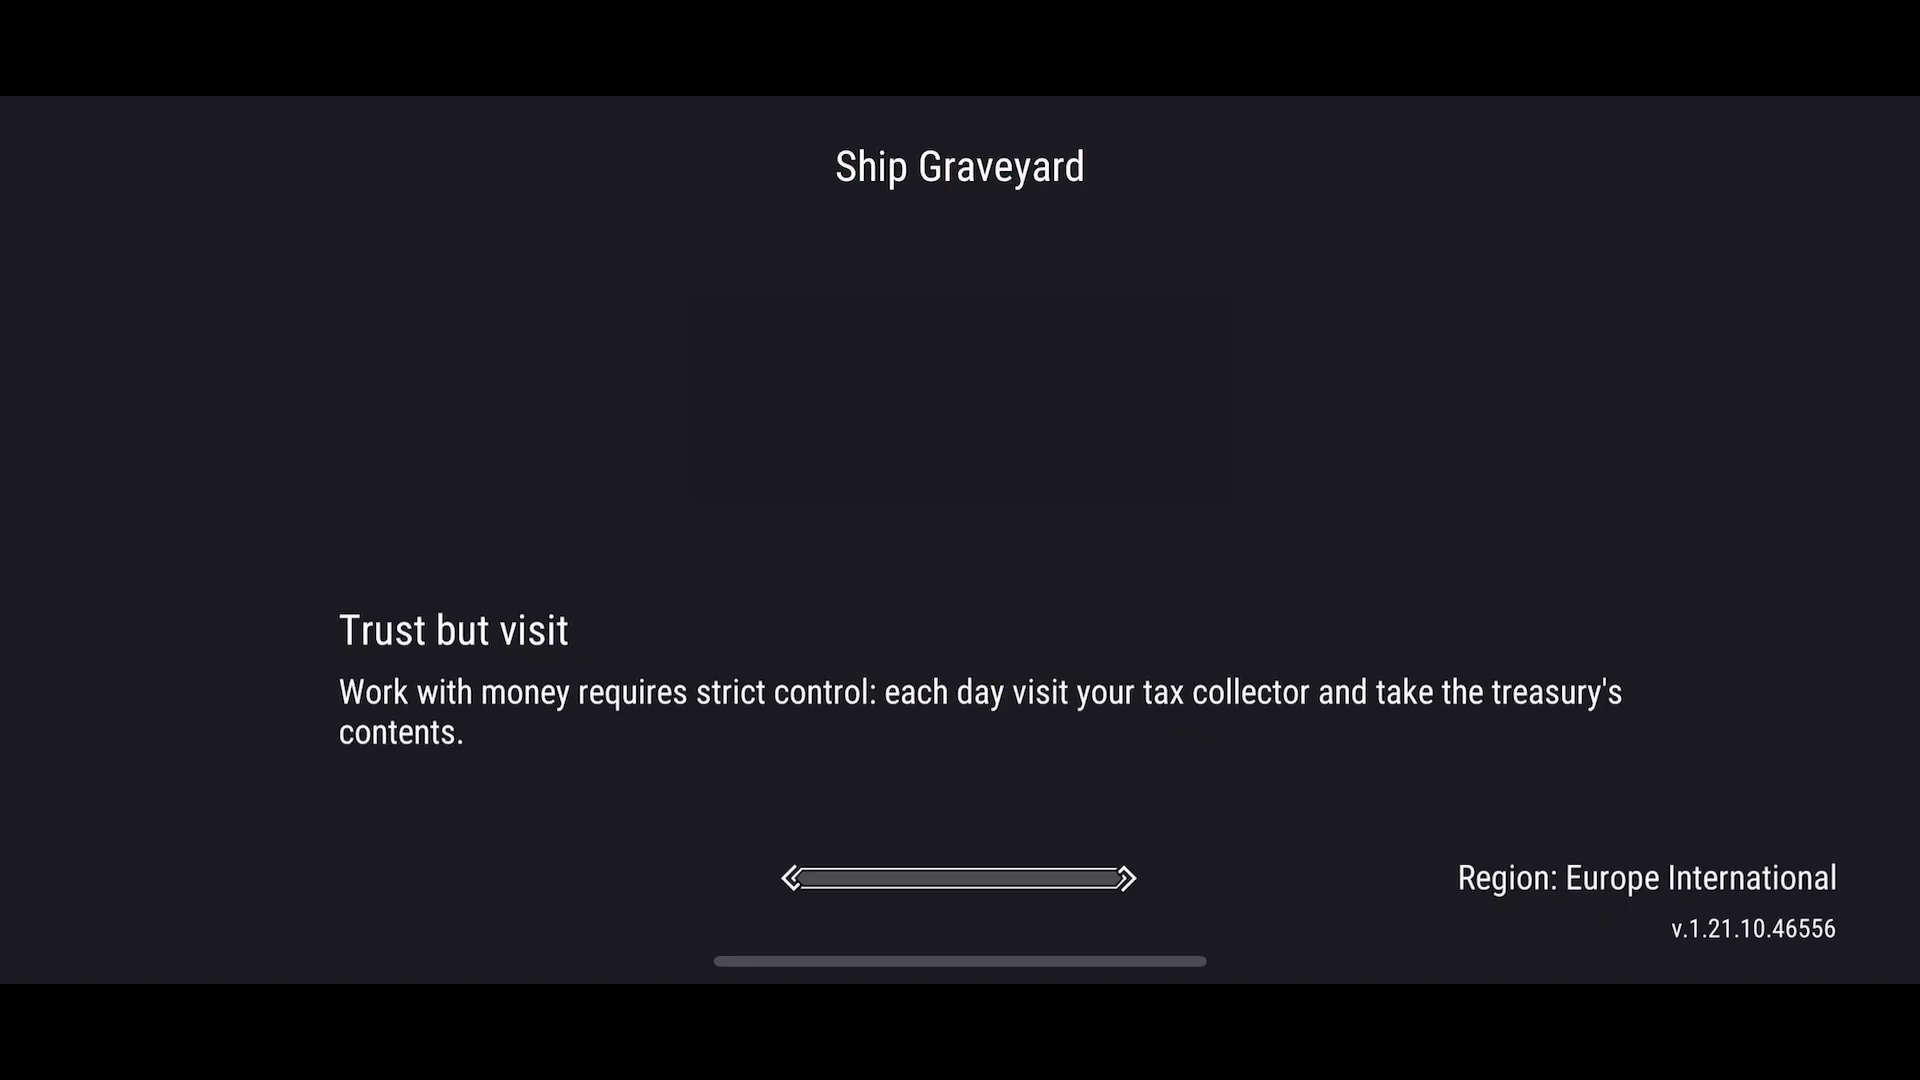 Ship Graveyard
Trust but visit
Work with money requires strict control: each day visit your tax collector and take the treasury's
contents.
Region: Europe International
v.1.21.10.46556